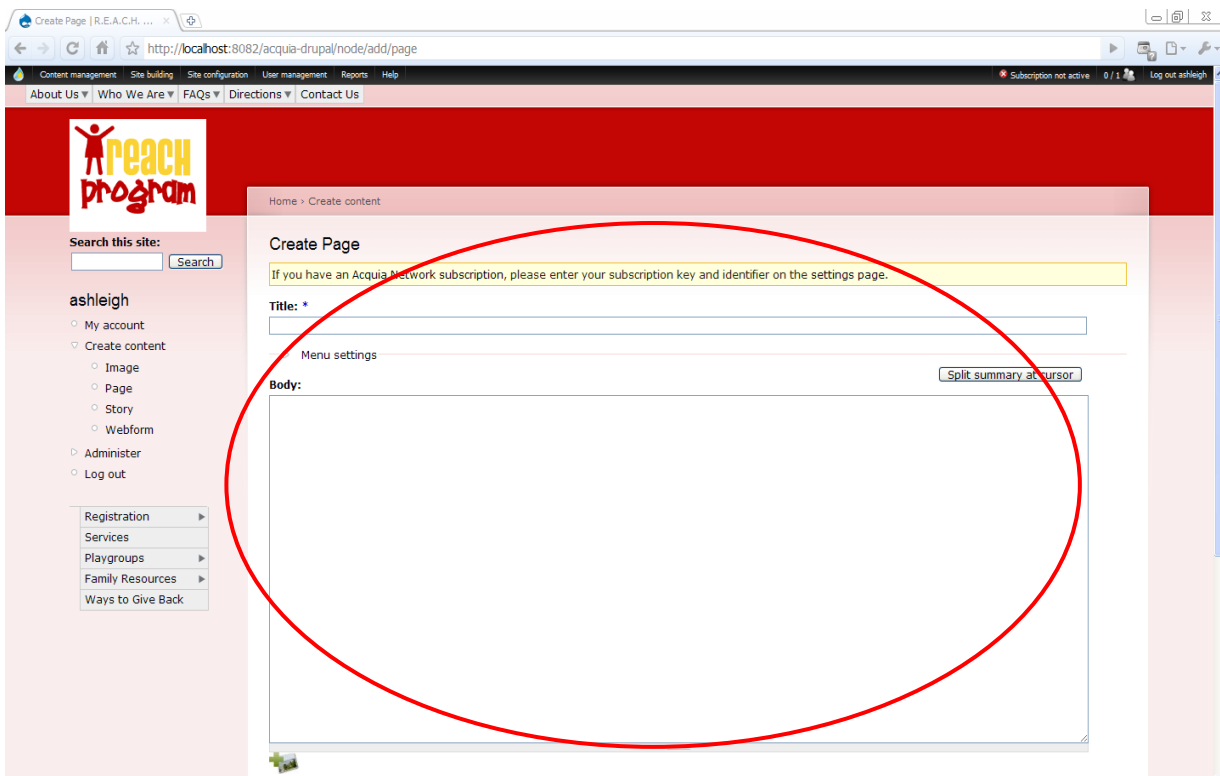 Create Page | R.E.A.C.H. ...
http://localhost:8082/acquia-drupal/node/add/page
Content management Site building Site configuration User management Reports Help Subscription not active 0 / 1 Log out ashleigh
About Us Who We Are FAQs Directions Contact Us
reach
program
Home › Create content
Search this site:
Search
Create Page
If you have an Acquia Network subscription, please enter your subscription key and identifier on the settings page.
Title: *
Menu settings
Split summary at cursor
Body:
ashleigh
My account
Create content
Image
Page
Story
Webform
Administer
Log out
Registration
Services
Playgroups
Family Resources
Ways to Give Back